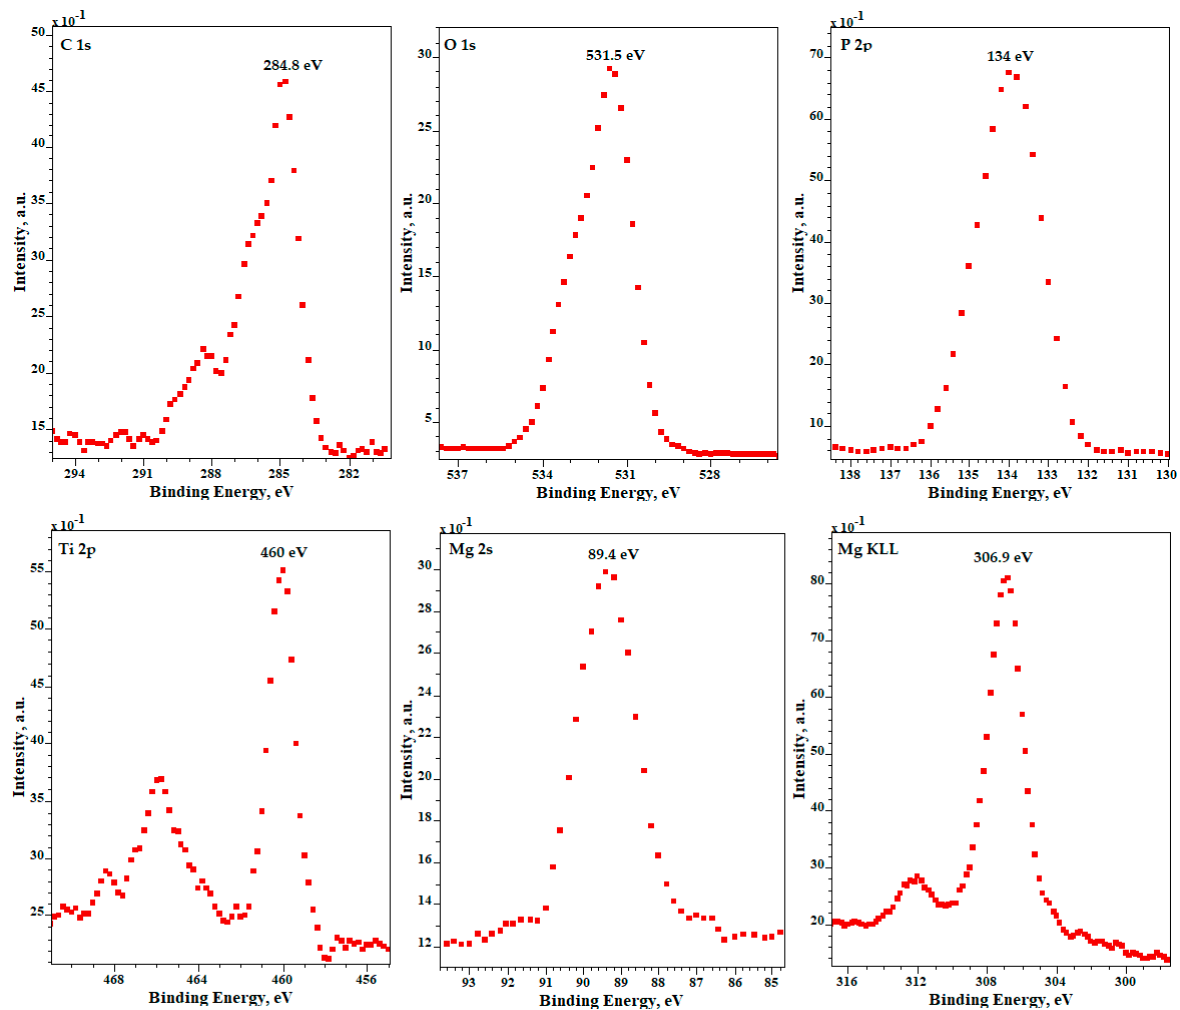 x 10⁻¹
C 1s
284.8 eV
50
45
40
35
30
25
20
15
Intensity, a.u.
294 291 288 285 282
Binding Energy, eV
O 1s
531.5 eV
30
25
20
15
10
5
Intensity, a.u.
537 534 531 528
Binding Energy, eV
x 10⁻¹
P 2p
134 eV
70
60
50
40
30
20
10
Intensity, a.u.
138 137 136 135 134 133 132 131 130
Binding Energy, eV
x 10⁻¹
Ti 2p
460 eV
55
50
45
40
35
30
25
Intensity, a.u.
468 464 460 456
Binding Energy, eV
x 10⁻¹
Mg 2s
89.4 eV
30
28
26
24
22
20
18
16
14
12
Intensity, a.u.
93 92 91 90 89 88 87 86 85
Binding Energy, eV
x 10⁻¹
Mg KLL
306.9 eV
80
70
60
50
40
30
20
Intensity, a.u.
316 312 308 304 300
Binding Energy, eV